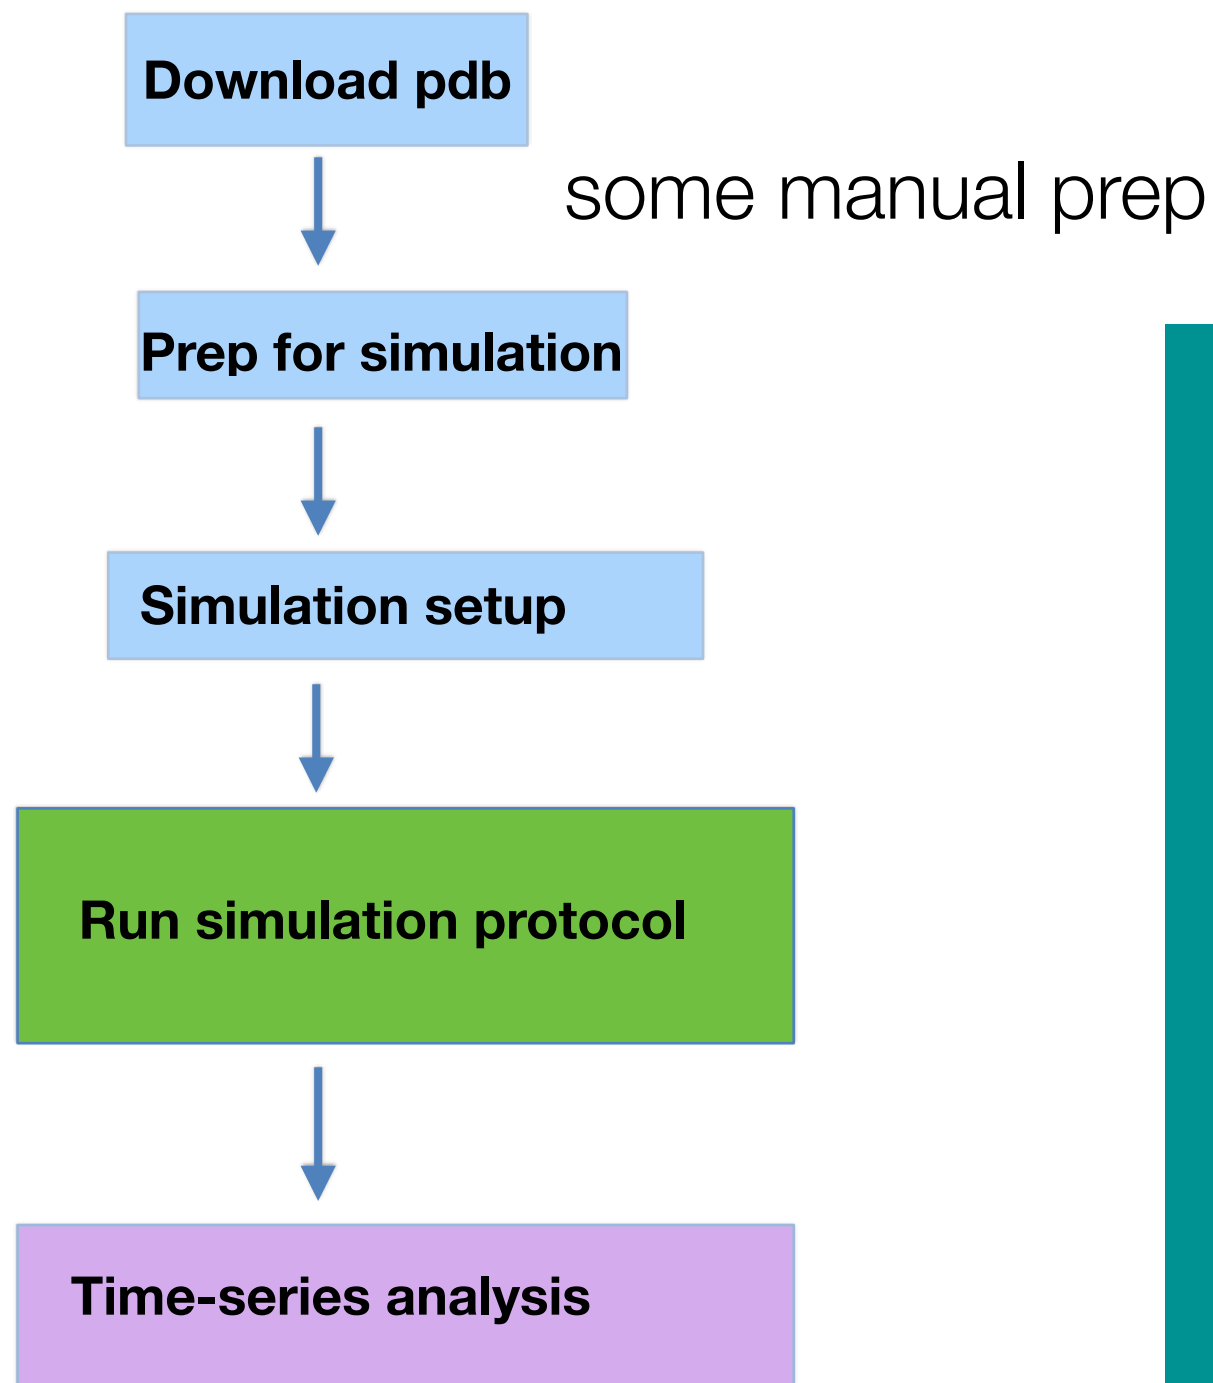 Download pdb
some manual prep
Prep for simulation
Simulation setup
Run simulation protocol
Time-series analysis